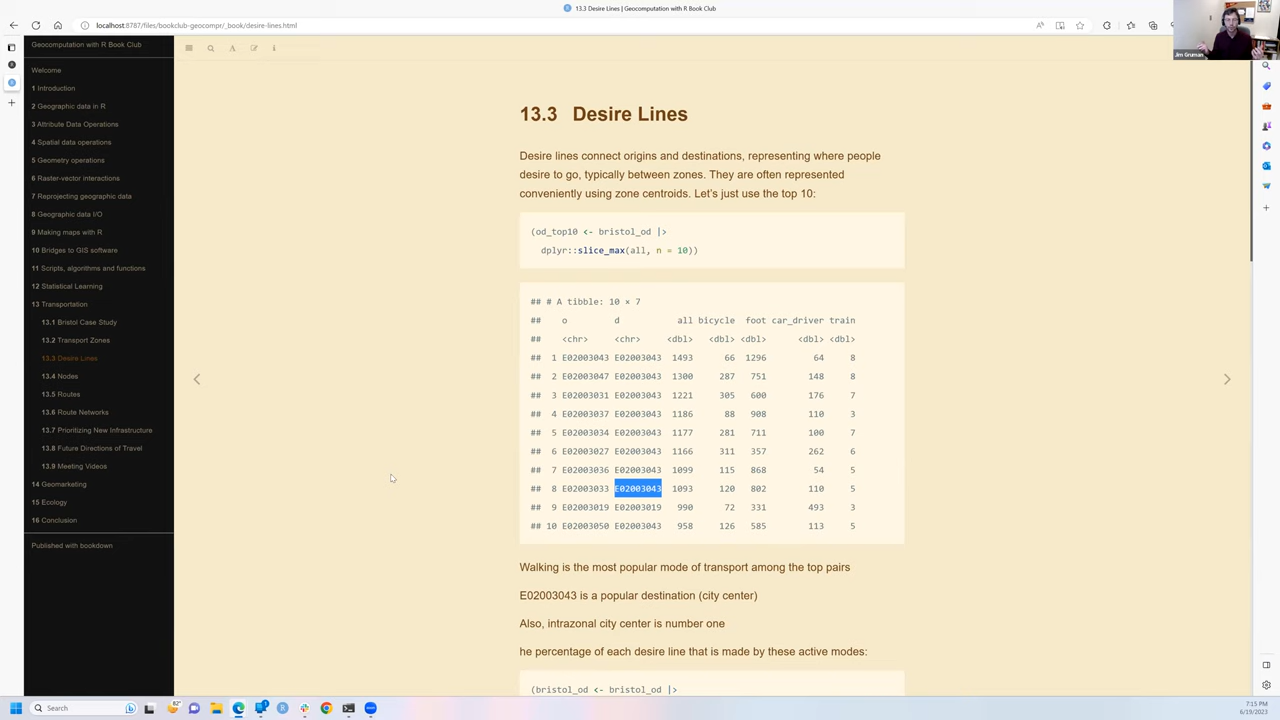 13.3 Desire Lines | Geocomputation with R Book Club
localhost:8787/files/bookclub-geocompr/_book/desire-lines.html
Jim Gruman
Geocomputation with R Book Club
Welcome
1 Introduction
2 Geographic data in R
3 Attribute Data Operations
4 Spatial data operations
5 Geometry operations
6 Raster-vector interactions
7 Reprojecting geographic data
8 Geographic data I/O
9 Making maps with R
10 Bridges to GIS software
11 Scripts, algorithms and functions
12 Statistical Learning
13 Transportation
13.1 Bristol Case Study
13.2 Transport Zones
13.3 Desire Lines
13.4 Nodes
13.5 Routes
13.6 Route Networks
13.7 Prioritizing New Infrastructure
13.8 Future Directions of Travel
13.9 Meeting Videos
14 Geomarketing
15 Ecology
16 Conclusion
Published with bookdown
13.3 Desire Lines
Desire lines connect origins and destinations, representing where people
desire to go, typically between zones. They are often represented
conveniently using zone centroids. Let's just use the top 10:
(od_top10 <- bristol_od |>
dplyr::slice_max(all, n = 10))
## # A tibble: 10 × 7
## o d all bicycle foot car_driver train
## <chr> <chr> <dbl> <dbl> <dbl> <dbl> <dbl>
## 1 E02003043 E02003043 1493 66 1296 64 8
## 2 E02003047 E02003043 1300 287 751 148 8
## 3 E02003031 E02003043 1221 305 600 176 7
## 4 E02003037 E02003043 1186 88 908 110 3
## 5 E02003034 E02003043 1177 281 711 100 7
## 6 E02003027 E02003043 1166 311 357 262 6
## 7 E02003036 E02003043 1099 115 868 54 5
## 8 E02003033 E02003043 1093 120 802 110 5
## 9 E02003019 E02003019 990 72 331 493 3
## 10 E02003050 E02003043 958 126 585 113 5
Walking is the most popular mode of transport among the top pairs
E02003043 is a popular destination (city center)
Also, intrazonal city center is number one
he percentage of each desire line that is made by these active modes:
(bristol_od <- bristol_od |>
Search
82°
7:15 PM
6/19/2023